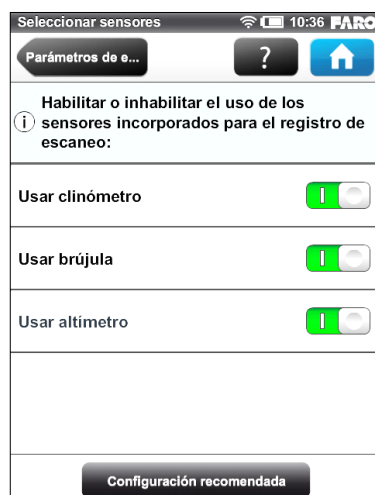 Seleccionar sensores 10:36 FARO
Parámetros de e... ?
Habilitar o inhabilitar el uso de los
i sensores incorporados para el registro de
escaneo:
Usar clinómetro
Usar brújula
Usar altímetro
Configuración recomendada